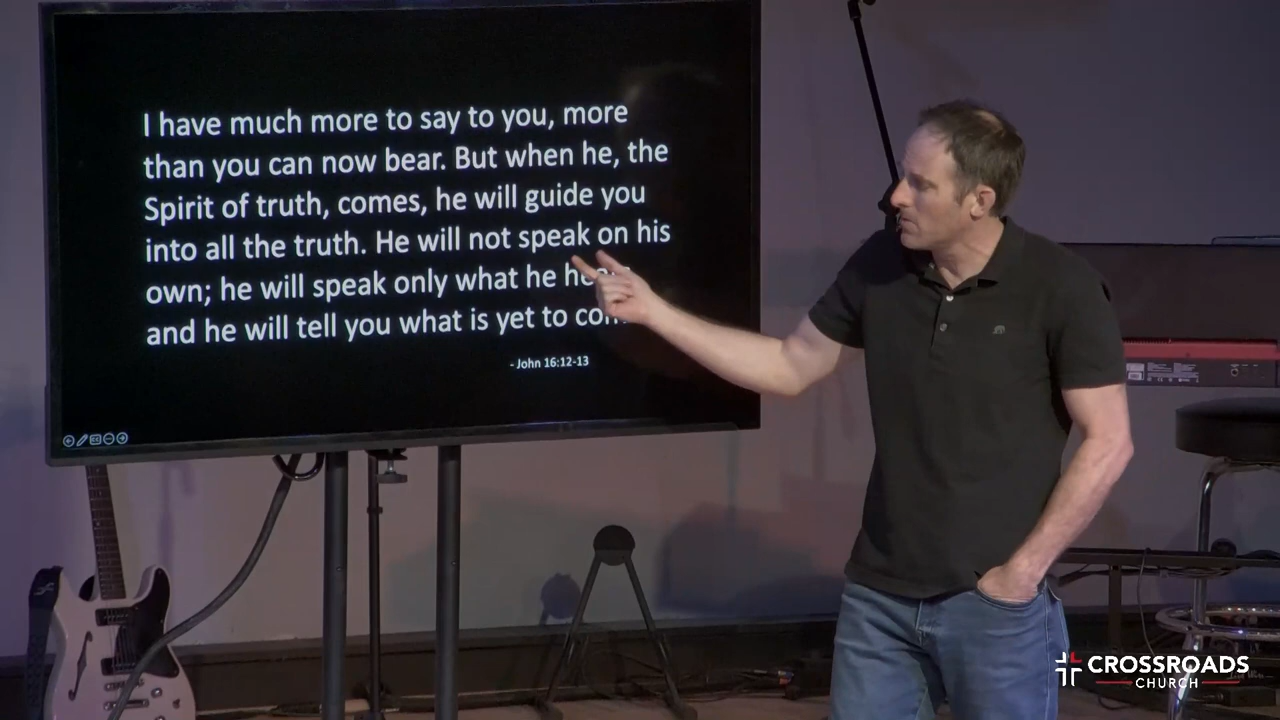 I have much more to say to you, more
than you can now bear. But when he, the
Spirit of truth, comes, he will guide you
into all the truth. He will not speak on his
own; he will speak only what he
and he will tell you what is yet to
- John 16:12-13
CROSSROADS
CHURCH